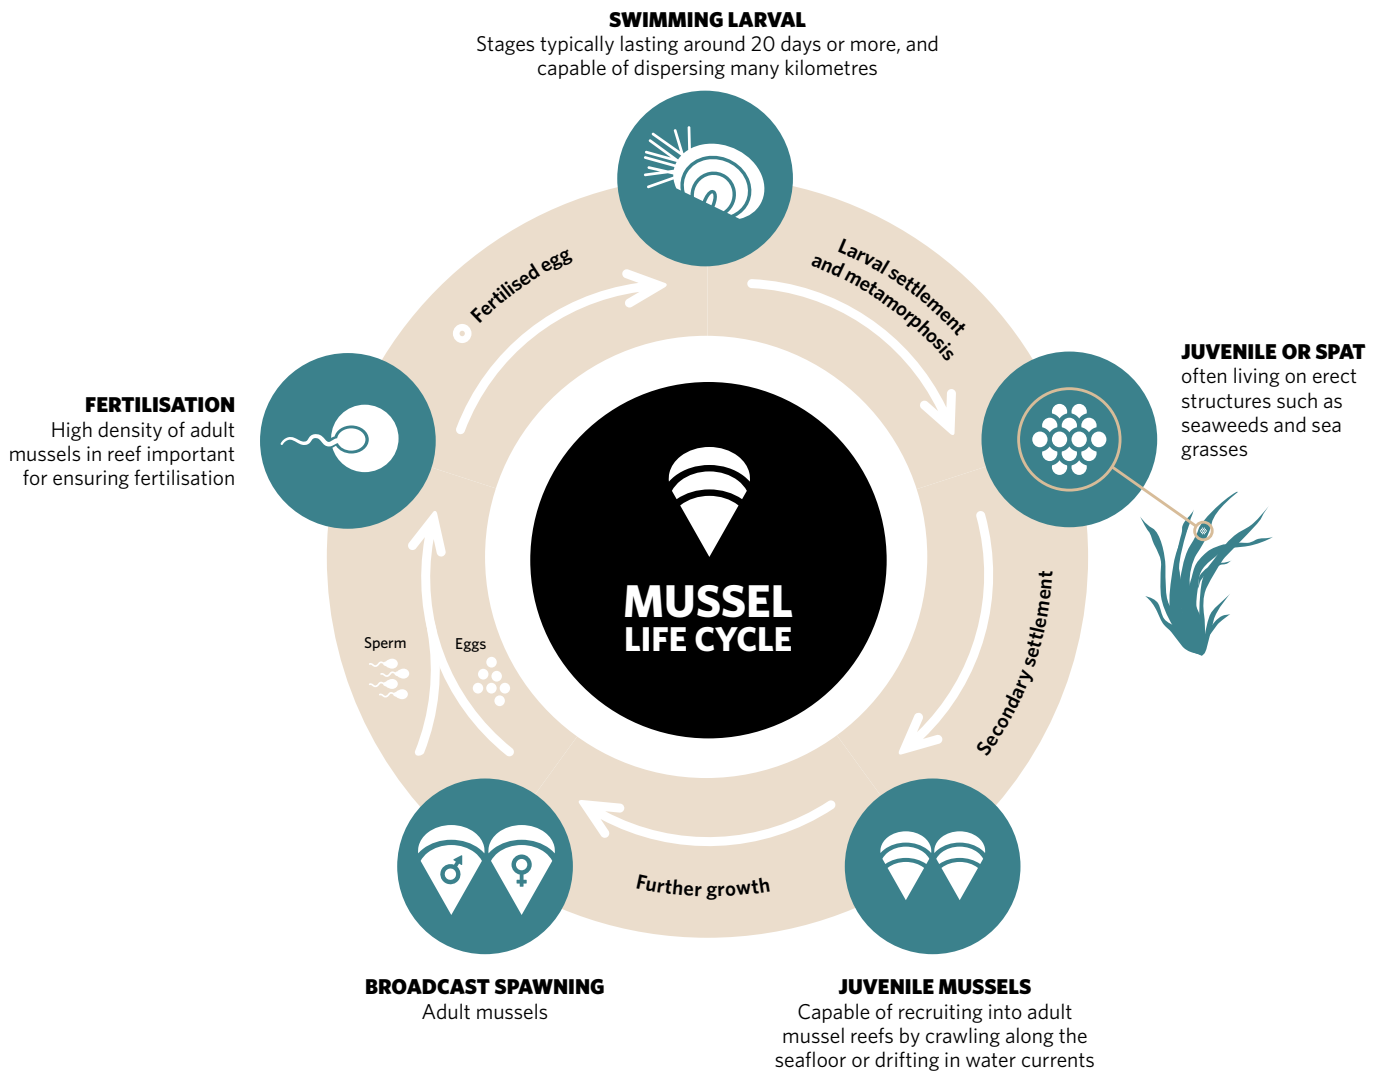 SWIMMING LARVAL
Stages typically lasting around 20 days or more, and
capable of dispersing many kilometres
Fertilised egg
Larval settlement
and metamorphosis
JUVENILE OR SPAT
often living on erect
structures such as
seaweeds and sea
grasses
FERTILISATION
High density of adult
mussels in reef important
for ensuring fertilisation
MUSSEL
LIFE CYCLE
Sperm
Eggs
Secondary settlement
Further growth
BROADCAST SPAWNING
Adult mussels
JUVENILE MUSSELS
Capable of recruiting into adult
mussel reefs by crawling along the
seafloor or drifting in water currents